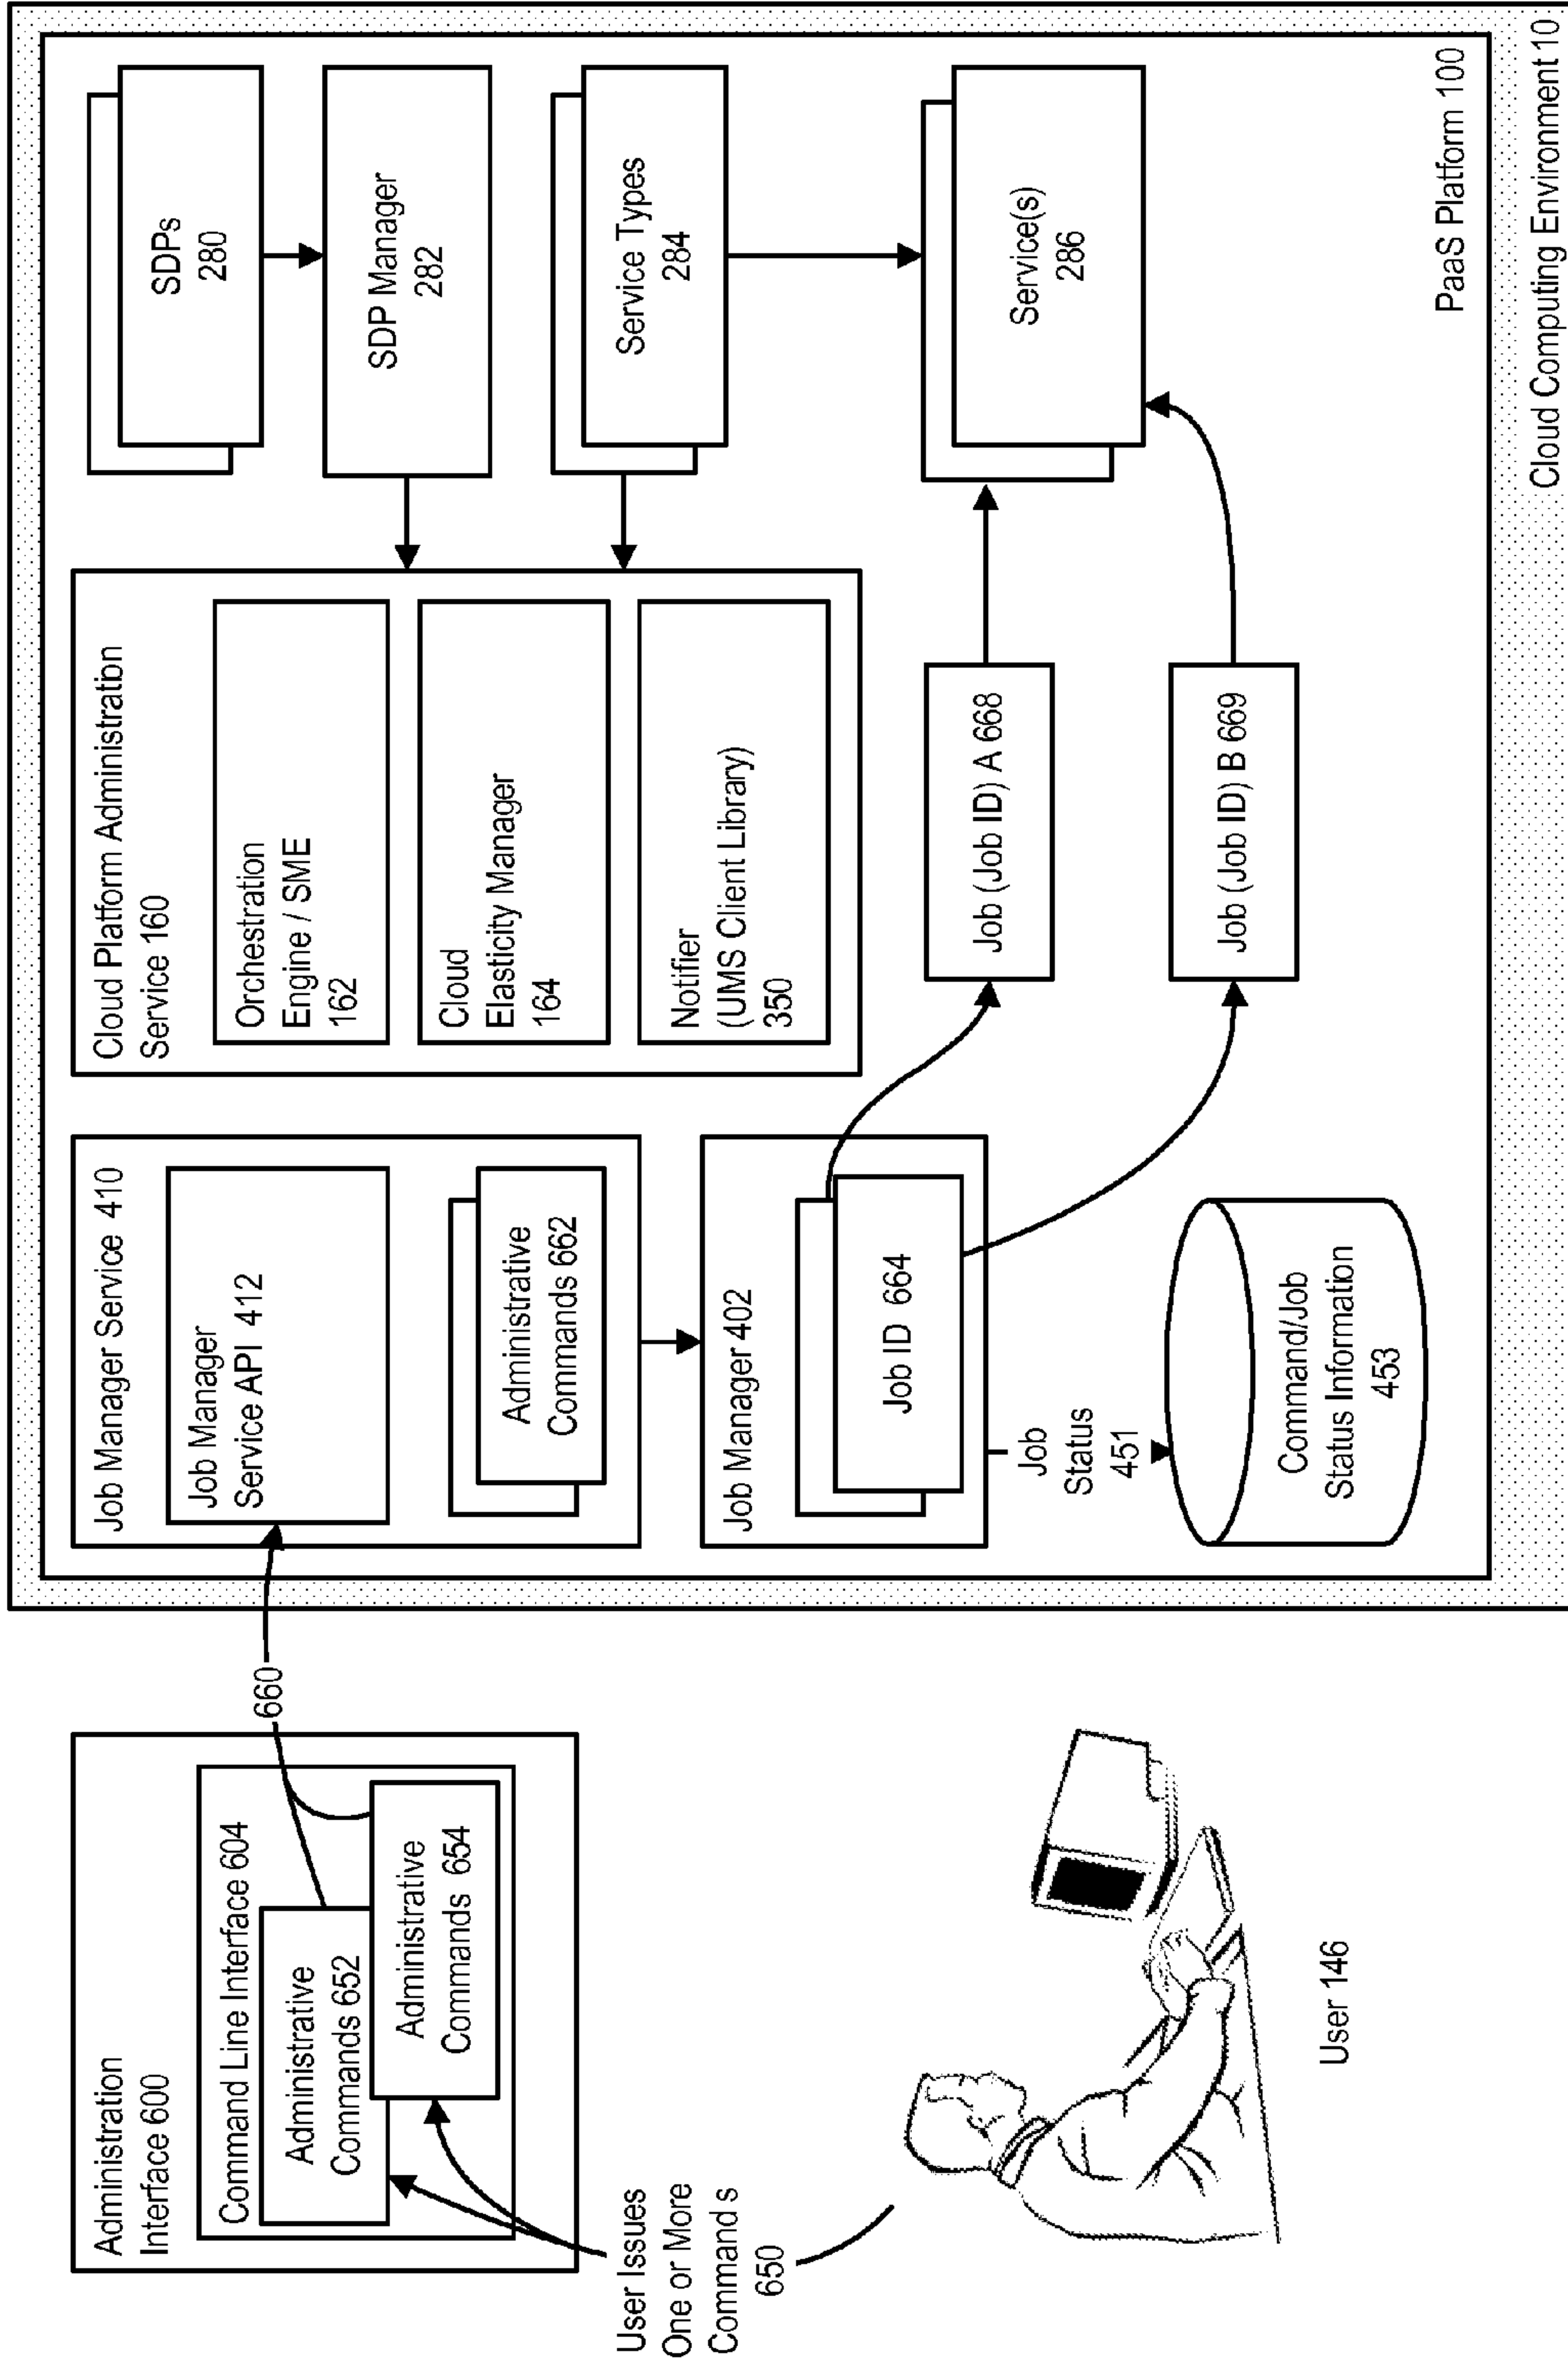 Administration
Interface 600
Command Line Interface 604
Administrative
Commands 652
Administrative
Commands 654
User Issues
One or More
Commands
650
User 146
660
Job Manager Service 410
Job Manager
Service API 412
Administrative
Commands 662
Job Manager 402
Job ID 664
Job
Status
451
Command/Job
Status Information
453
Cloud Platform Administration
Service 160
Orchestration
Engine / SME
162
Cloud
Elasticity Manager
164
Notifier
(UMS Client Library)
350
Job (Job ID) A 668
Job (Job ID) B 669
SDPs
280
SDP Manager
282
Service Types
284
Service(s)
286
PaaS Platform 100
Cloud Computing Environment 10